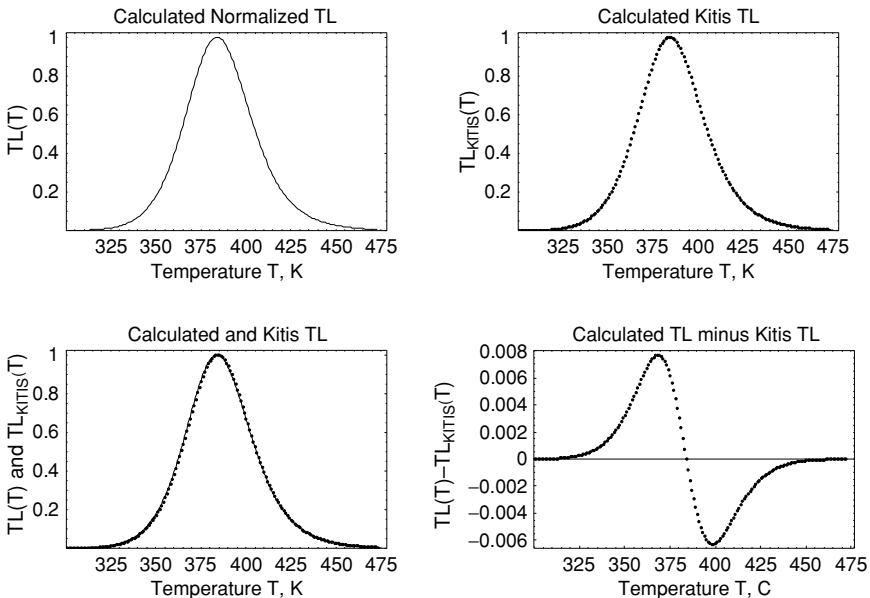 Calculated Normalized TL
TL(T)
1
0.8
0.6
0.4
0.2
325 350 375 400 425 450 475
Temperature T, K
Calculated Kitis TL
TL_KITIS(T)
1
0.8
0.6
0.4
0.2
325 350 375 400 425 450 475
Temperature T, K
Calculated and Kitis TL
TL(T) and TL_KITIS(T)
1
0.8
0.6
0.4
0.2
325 350 375 400 425 450 475
Temperature T, K
Calculated TL minus Kitis TL
TL(T)−TL_KITIS(T)
0.008
0.006
0.004
0.002
0
−0.002
−0.004
−0.006
325 350 375 400 425 450 475
Temperature T, C